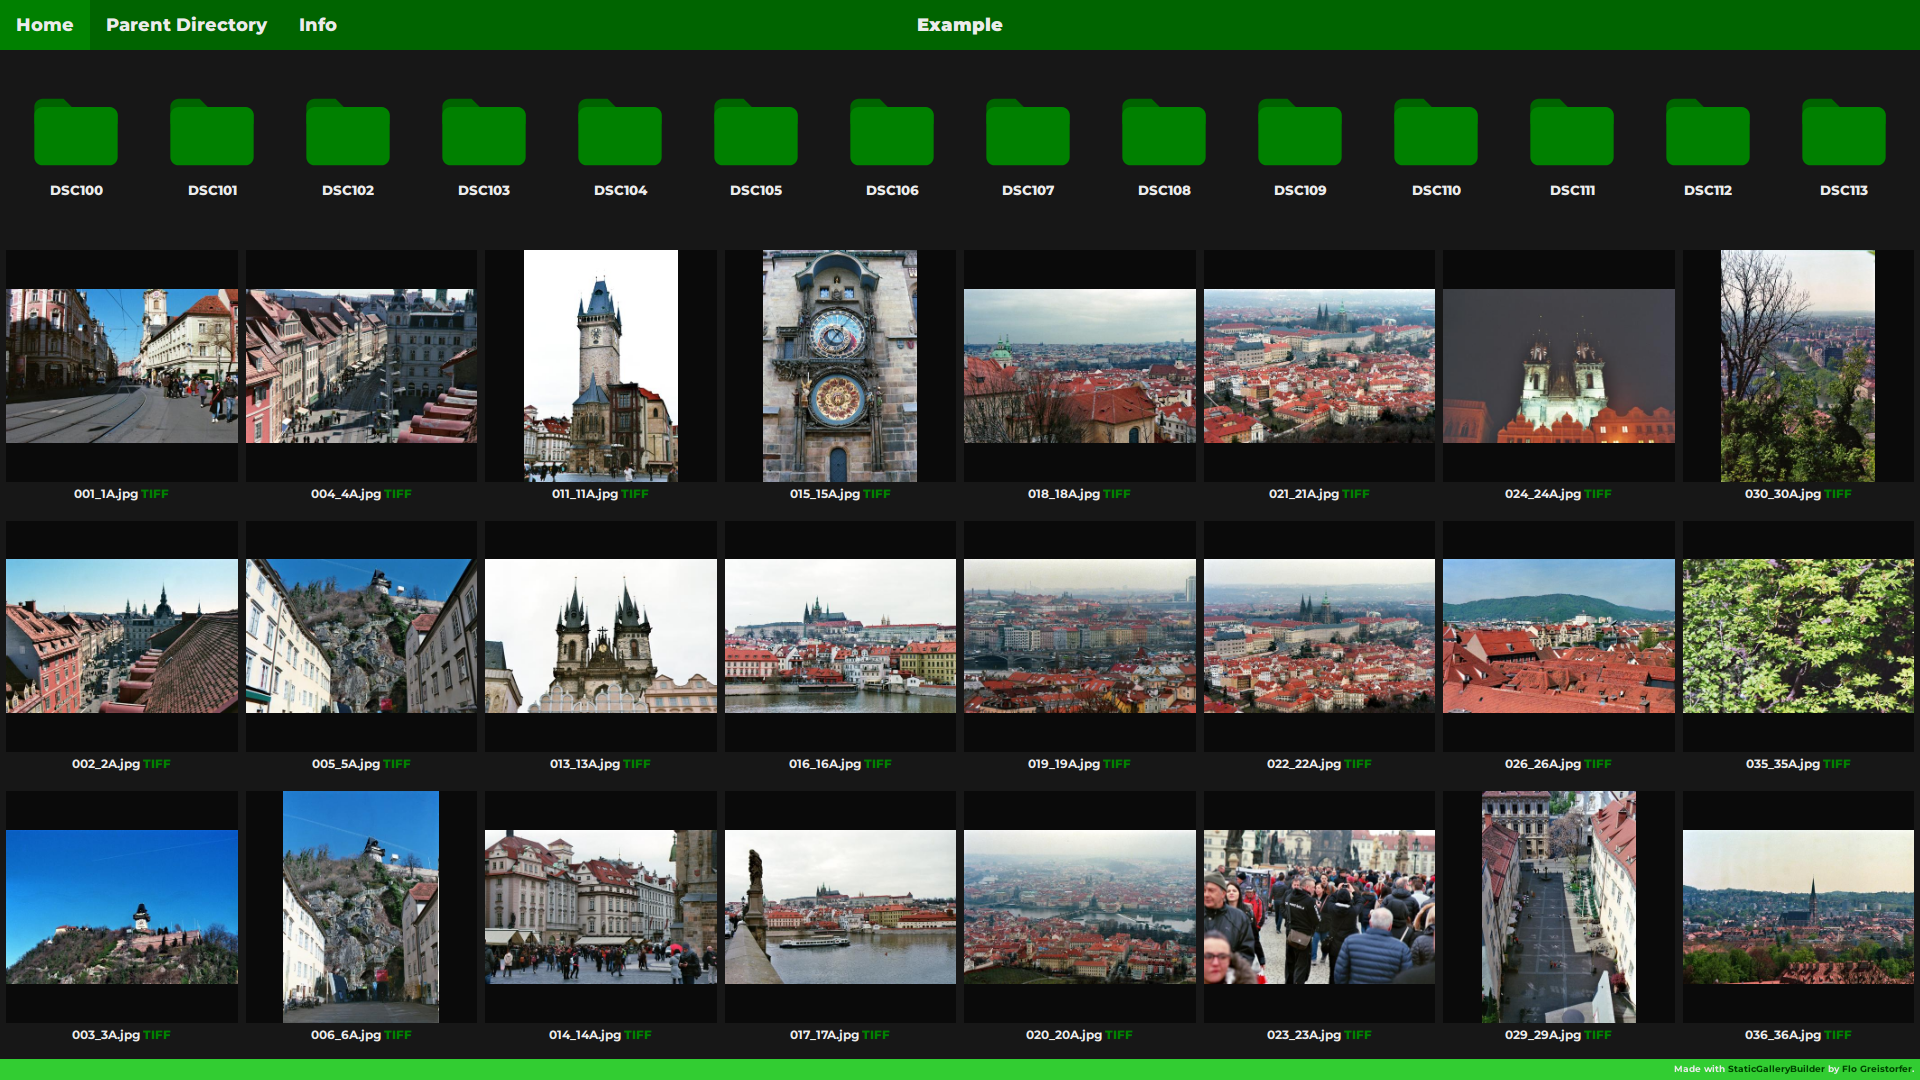 Home Parent Directory Info Example
DSC100 DSC101 DSC102 DSC103 DSC104 DSC105 DSC106 DSC107 DSC108 DSC109 DSC110 DSC111 DSC112 DSC113
001_1A.jpg TIFF 004_4A.jpg TIFF 011_11A.jpg TIFF 015_15A.jpg TIFF 018_18A.jpg TIFF 021_21A.jpg TIFF 024_24A.jpg TIFF 030_30A.jpg TIFF
002_2A.jpg TIFF 005_5A.jpg TIFF 013_13A.jpg TIFF 016_16A.jpg TIFF 019_19A.jpg TIFF 022_22A.jpg TIFF 026_26A.jpg TIFF 035_35A.jpg TIFF
003_3A.jpg TIFF 006_6A.jpg TIFF 014_14A.jpg TIFF 017_17A.jpg TIFF 020_20A.jpg TIFF 023_23A.jpg TIFF 029_29A.jpg TIFF 036_36A.jpg TIFF
Made with StaticGalleryBuilder by Flo Greistorfer.